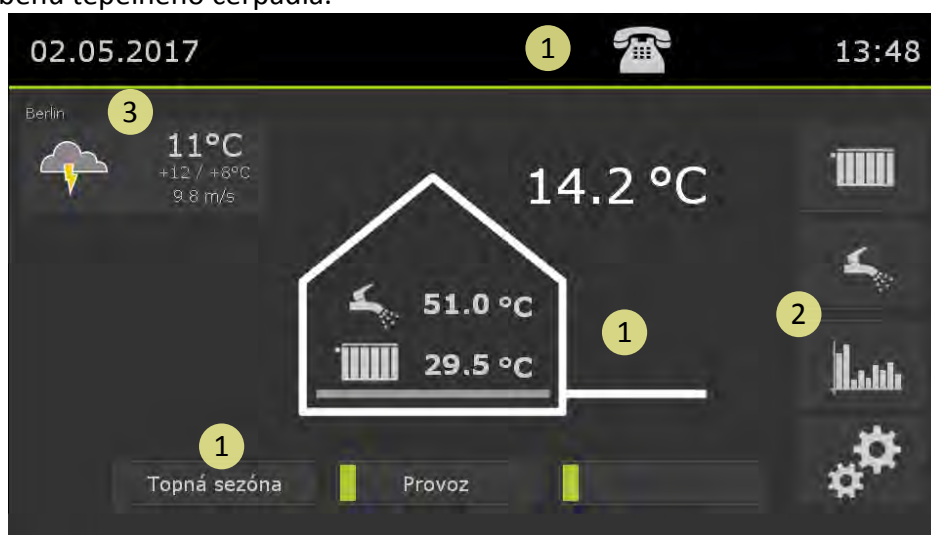 tepelného čerpadla.
02.05.2017
1
13:48
Berlin
3
11°C
+12 / +8°C
9.8 m/s
14.2 °C
51.0 °C
2
1
29.5 °C
1
Topná sezóna
Provoz